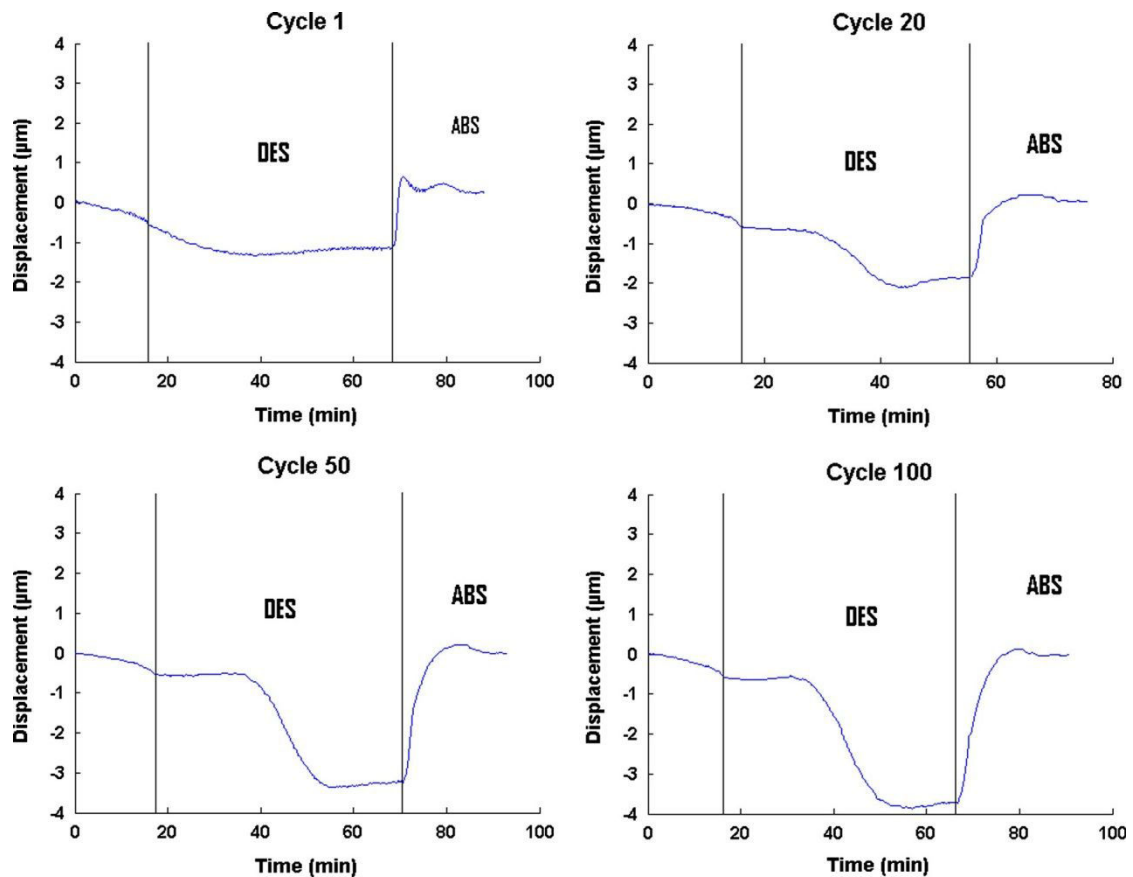 Cycle 1
4
3
2
1
0
-1
-2
-3
-4
Displacement (µm)
DES
ABS
0 20 40 60 80 100
Time (min)
Cycle 20
4
3
2
1
0
-1
-2
-3
-4
Displacement (µm)
DES
ABS
0 20 40 60 80
Time (min)
Cycle 50
4
3
2
1
0
-1
-2
-3
-4
Displacement (µm)
DES
ABS
0 20 40 60 80 100
Time (min)
Cycle 100
4
3
2
1
0
-1
-2
-3
-4
Displacement (µm)
DES
ABS
0 20 40 60 80 100
Time (min)